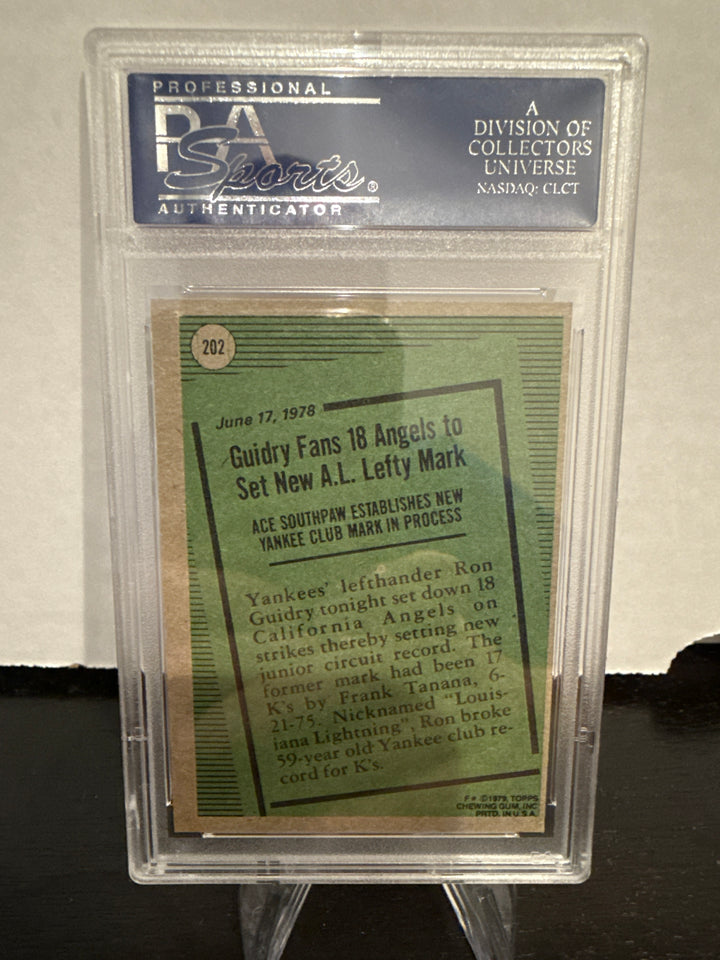 PROFESSIONAL
PSA
Sports®
AUTHENTICATOR
A
DIVISION OF
COLLECTORS
UNIVERSE
NASDAQ: CLCT
202
June 17, 1978
Guidry Fans 18 Angels to
Set New A.L. Lefty Mark
ACE SOUTHPAW ESTABLISHES NEW
YANKEE CLUB MARK IN PROCESS
Yankees' lefthander Ron
Guidry tonight set down 18
California Angels on
strikes thereby setting new
junior circuit record. The
former mark had been 17
K's by Frank Tanana, 6-
21-75. Nicknamed "Louis-
iana Lightning", Ron broke
59-year old Yankee club re-
cord for K's.
F* ©1979, TOPPS
CHEWING GUM, INC
PRTD. IN U.S.A.